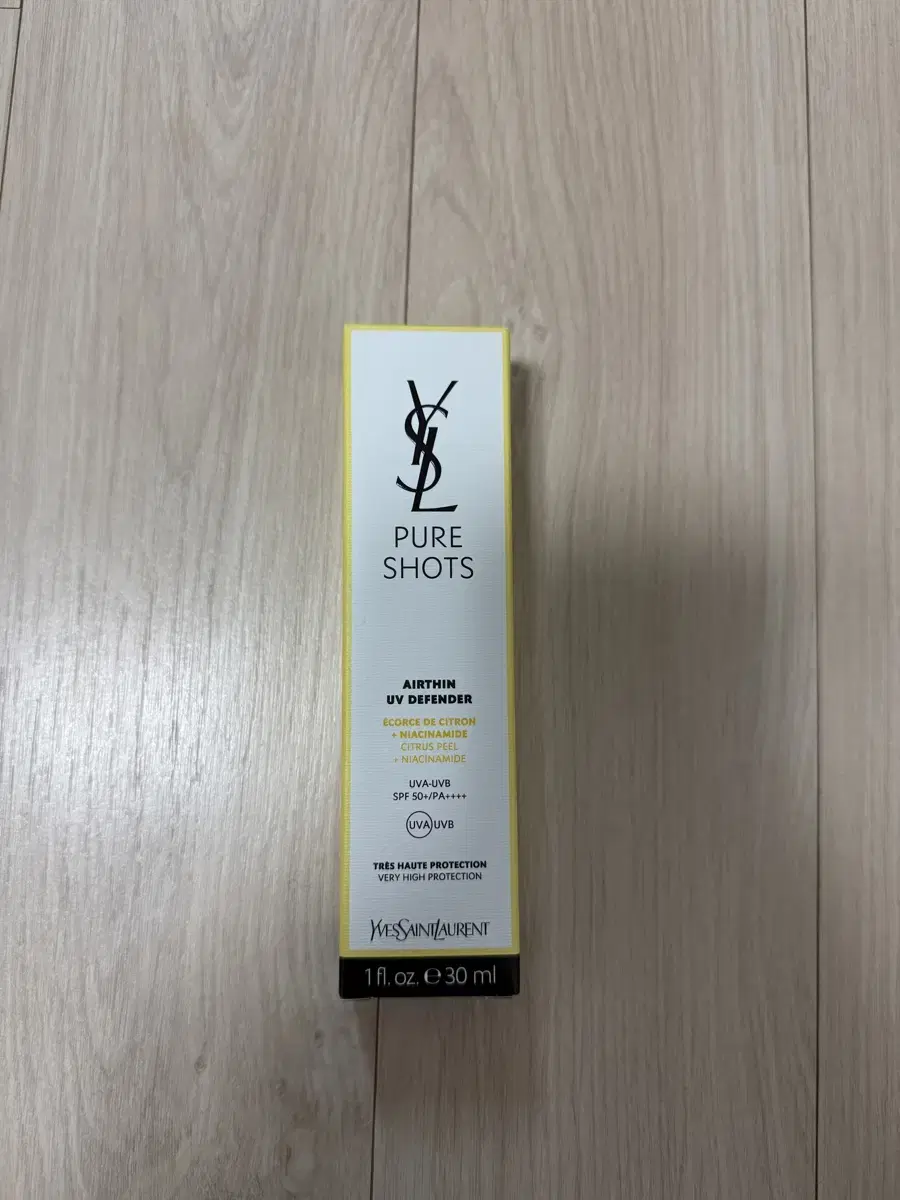 YSL
PURE
SHOTS
AIRTHIN
UV DEFENDER
ÉCORCE DE CITRON
+ NIACINAMIDE
CITRUS PEEL
+ NIACINAMIDE
UVA-UVB
SPF 50+/PA++++
UVA UVB
TRÈS HAUTE PROTECTION
VERY HIGH PROTECTION
YVESSAINTLAURENT
1 fl. oz. ℮ 30 ml